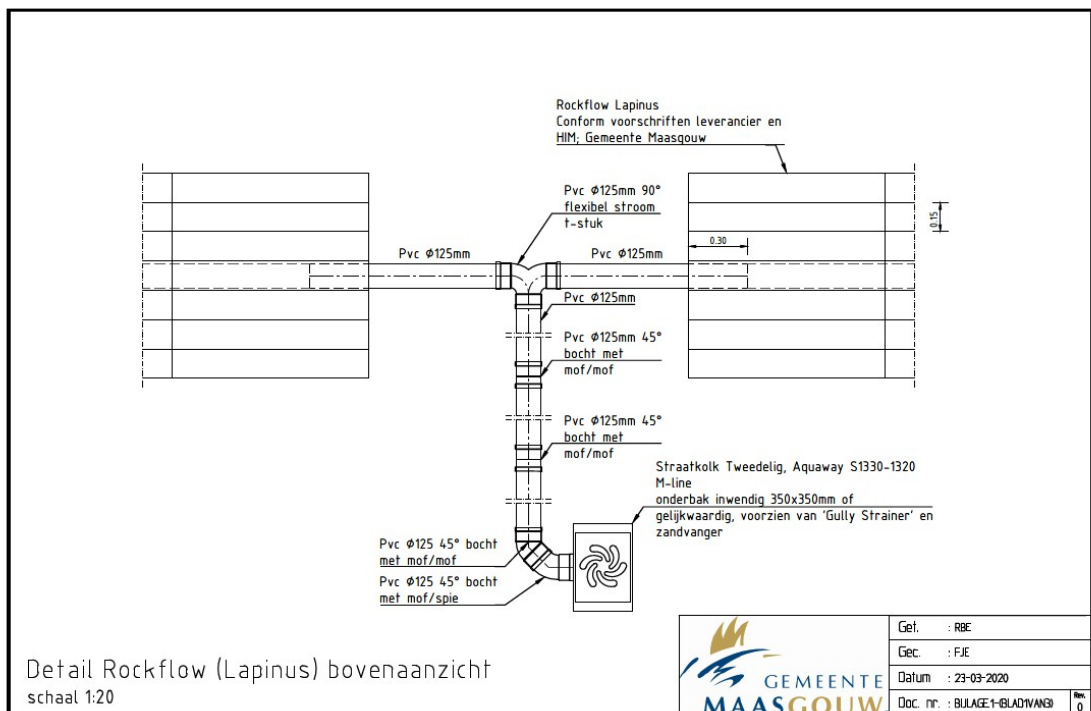 Rockflow Lapinus
Conform voorschriften leverancier en
HIM; Gemeente Maasgouw
Pvc Ø125mm 90°
flexibel stroom
t-stuk
0.15
0.30
Pvc Ø125mm
Pvc Ø125mm
Pvc Ø125mm
Pvc Ø125mm 45°
bocht met
mof/mof
Pvc Ø125mm 45°
bocht met
mof/mof
Straatkolk Tweedelig, Aquaway S1330-1320
M-line
onderbak inwendig 350x350mm of
gelijkwaardig, voorzien van 'Gully Strainer' en
zandvanger
Pvc Ø125 45° bocht
met mof/mof
Pvc Ø125 45° bocht
met mof/spie
Detail Rockflow (Lapinus) bovenaanzicht
schaal 1:20
GEMEENTE
MAASGOUW
Get. : RBE
Gec. : FJE
Datum : 23-03-2020
Doc. nr. : BIJLAGE.1-(BLAD1VAN3)
Rev.
0